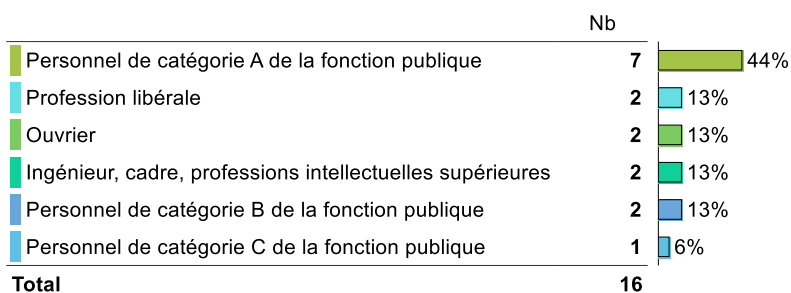 Nb
Personnel de catégorie A de la fonction publique 7 44%
Profession libérale 2 13%
Ouvrier 2 13%
Ingénieur, cadre, professions intellectuelles supérieures 2 13%
Personnel de catégorie B de la fonction publique 2 13%
Personnel de catégorie C de la fonction publique 1 6%
Total 16